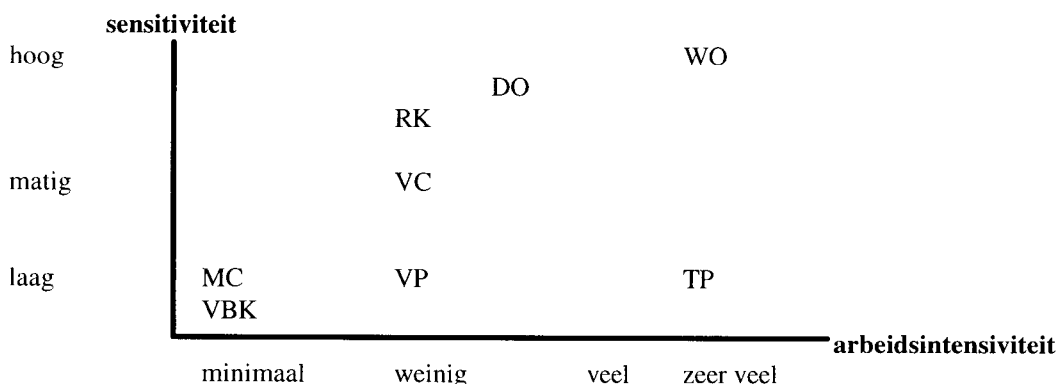 sensitiviteit
hoog WO
DO
RK
matig VC
laag MC VP TP
VBK
arbeidsintensiviteit
minimaal weinig veel zeer veel